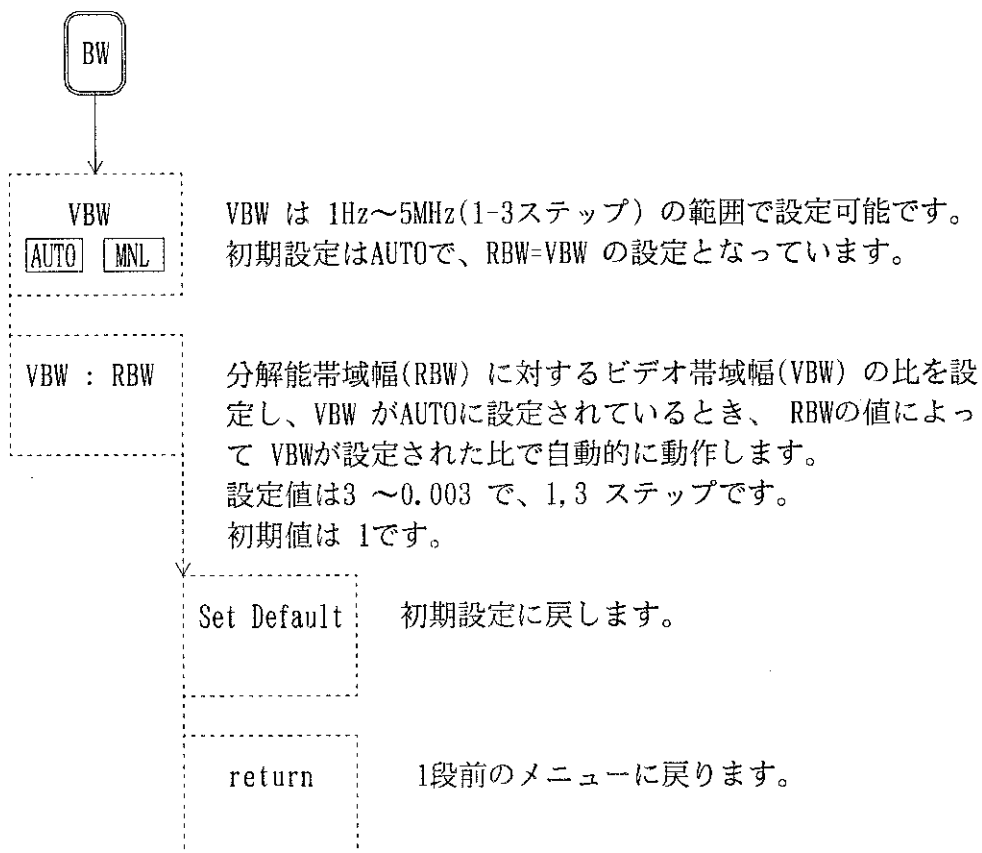 BW
VBW
AUTO MNL
VBW は 1Hz～5MHz(1-3ステップ) の範囲で設定可能です。
初期設定はAUTOで、RBW=VBW の設定となっています。
VBW : RBW
分解能帯域幅(RBW) に対するビデオ帯域幅(VBW) の比を設
定し、VBW がAUTOに設定されているとき、 RBWの値によっ
て VBWが設定された比で自動的に動作します。
設定値は3 ～0.003 で、1,3 ステップです。
初期値は 1です。
Set Default
初期設定に戻します。
return
1段前のメニューに戻ります。